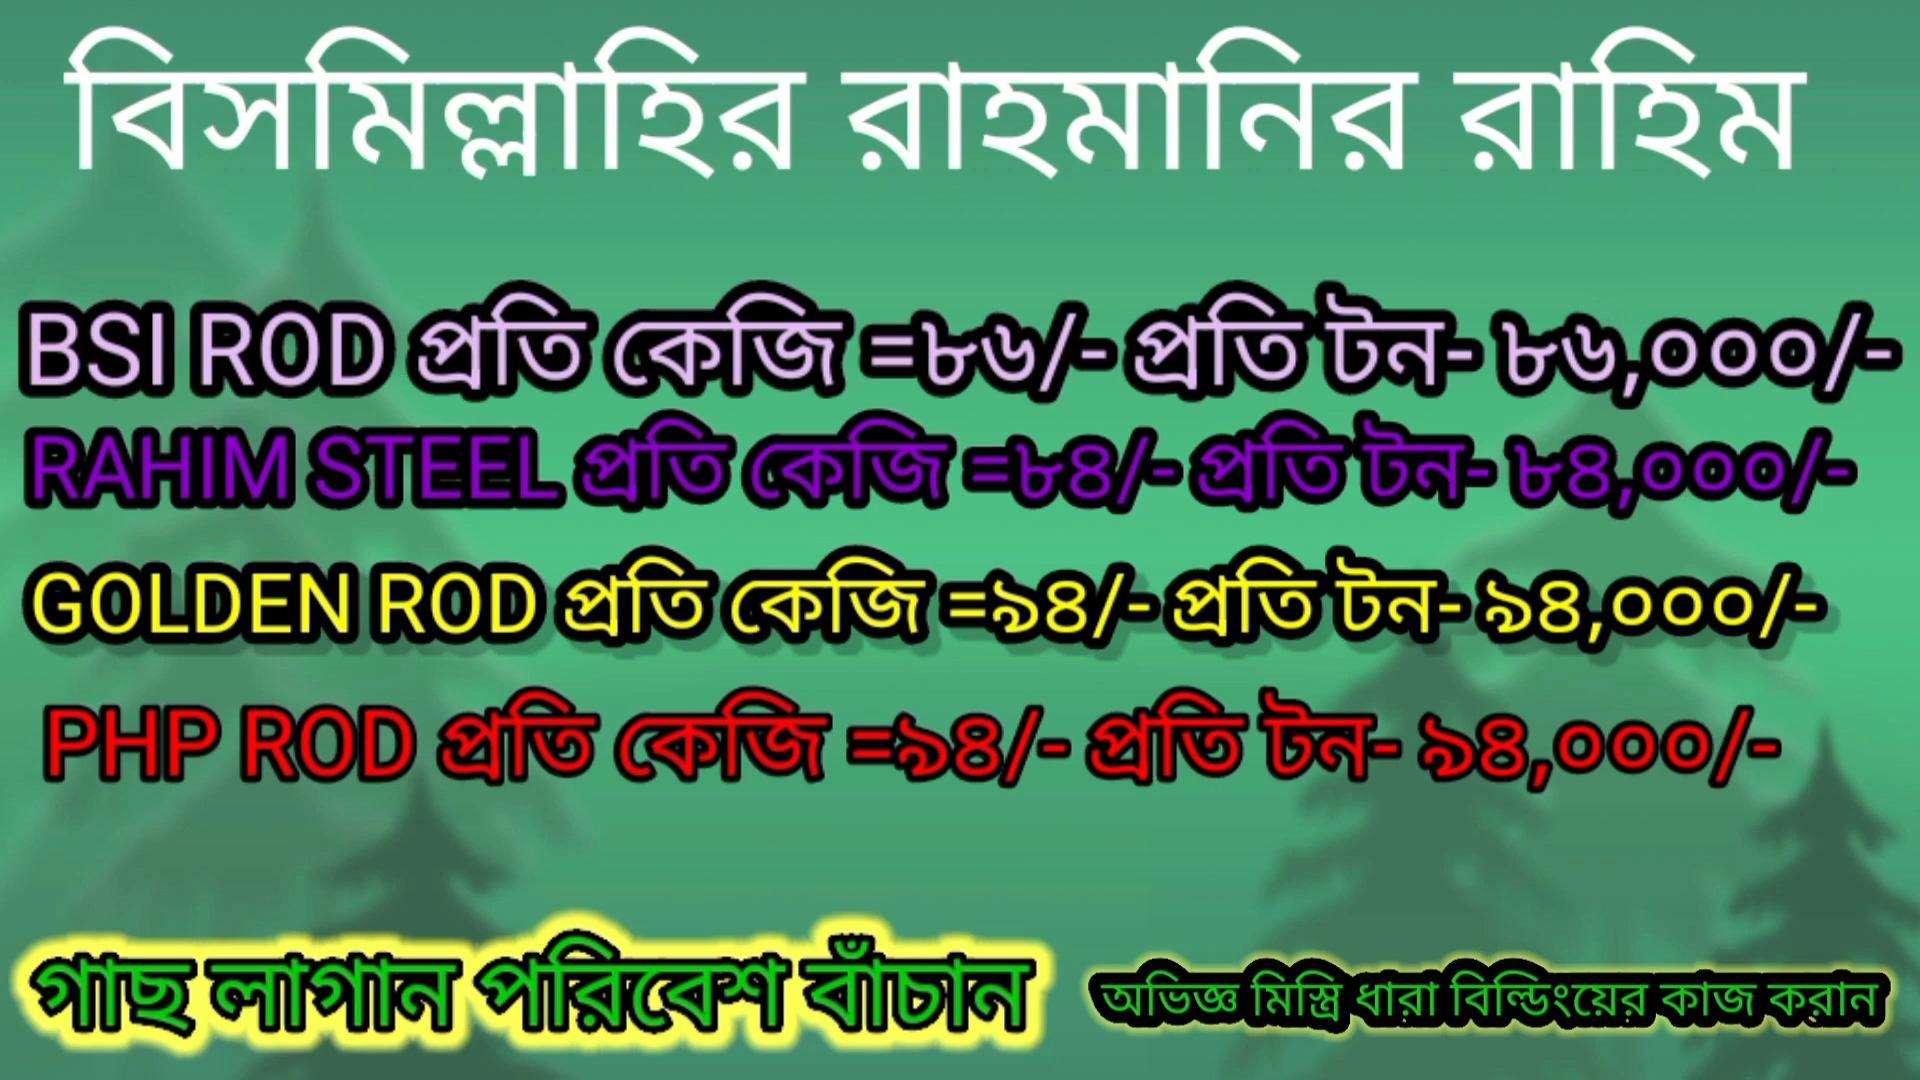 বিসমিল্লাহির রাহমানির রাহিম
BSI ROD প্রতি কেজি =৮৬/- প্রতি টন- ৮৬,০০০/-
RAHIM STEEL প্রতি কেজি =৮৪/- প্রতি টন- ৮৪,০০০/-
GOLDEN ROD প্রতি কেজি =৯৪/- প্রতি টন- ৯৪,০০০/-
PHP ROD প্রতি কেজি =৯৪/- প্রতি টন- ৯৪,০০০/-
গাছ লাগান পরিবেশ বাঁচান
অভিজ্ঞ মিস্ত্রি ধারা বিল্ডিংয়ের কাজ করান